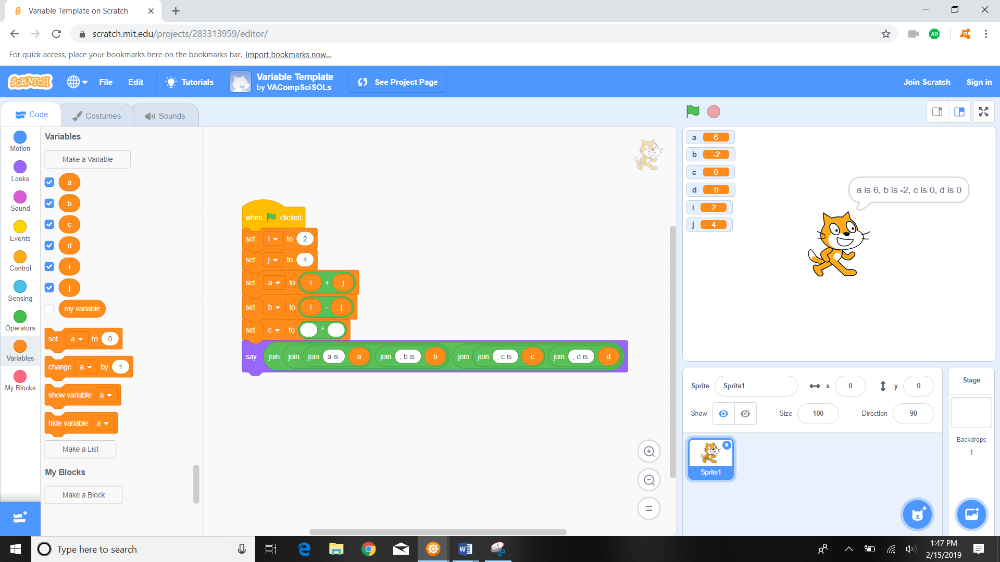 Variable Template on Scratch
scratch.mit.edu/projects/283313959/editor/
AD
a
For quick access, place your bookmarks here on the bookmarks bar. Import bookmarks now...
SCRATCH
File
Edit
Tutorials
Variable Template
by VACompSciSOLs
See Project Page
Join Scratch
Sign in
Code
Costumes
Sounds
Motion
Looks
Sound
Events
Control
Sensing
Operators
Variables
My Blocks
Variables
Make a Variable
a
b
c
d
i
j
my variable
set a to 0
change a by 1
show variable a
hide variable a
Make a List
My Blocks
Make a Block
when clicked
set i to 2
set j to 4
set a to i + j
set b to i - j
set c to *
say join join join a is a join , b is b join join , c is c join , d is d
a 6
b -2
c 0
d 0
i 2
j 4
a is 6, b is -2, c is 0, d is 0
Sprite Sprite1 x 0 y 0
Show Size 100 Direction 90
Sprite1
Stage
Backdrops
1
Type here to search
W
1:47 PM
2/15/2019